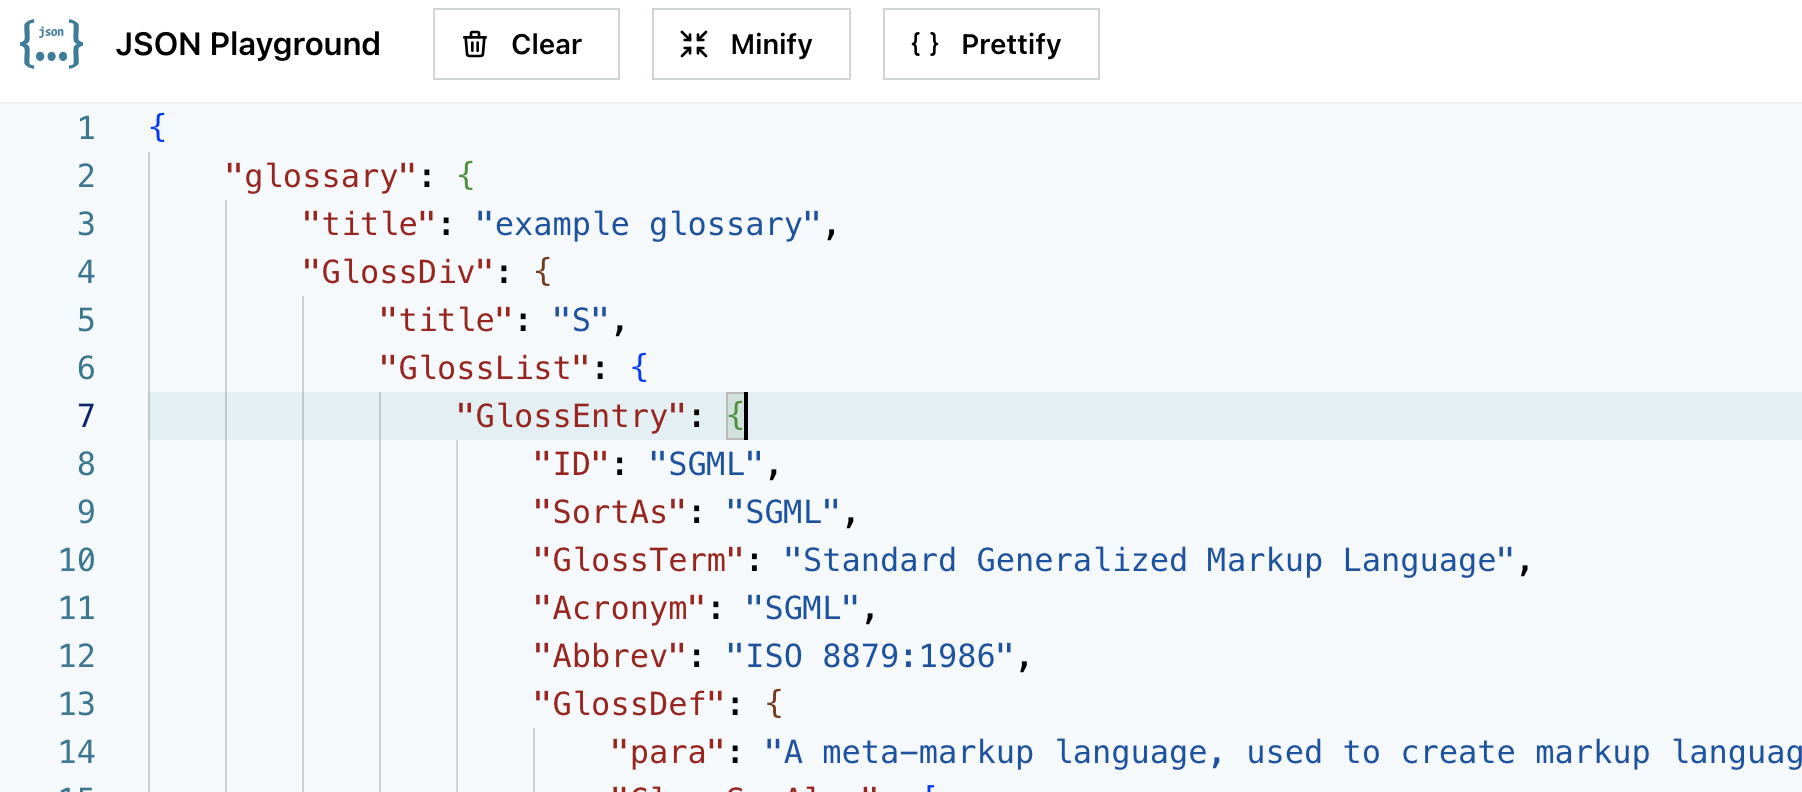 json
JSON Playground Clear Minify { } Prettify
1 {
2 "glossary": {
3 "title": "example glossary",
4 "GlossDiv": {
5 "title": "S",
6 "GlossList": {
7 "GlossEntry": {
8 "ID": "SGML",
9 "SortAs": "SGML",
10 "GlossTerm": "Standard Generalized Markup Language",
11 "Acronym": "SGML",
12 "Abbrev": "ISO 8879:1986",
13 "GlossDef": {
14 "para": "A meta-markup language, used to create markup languag